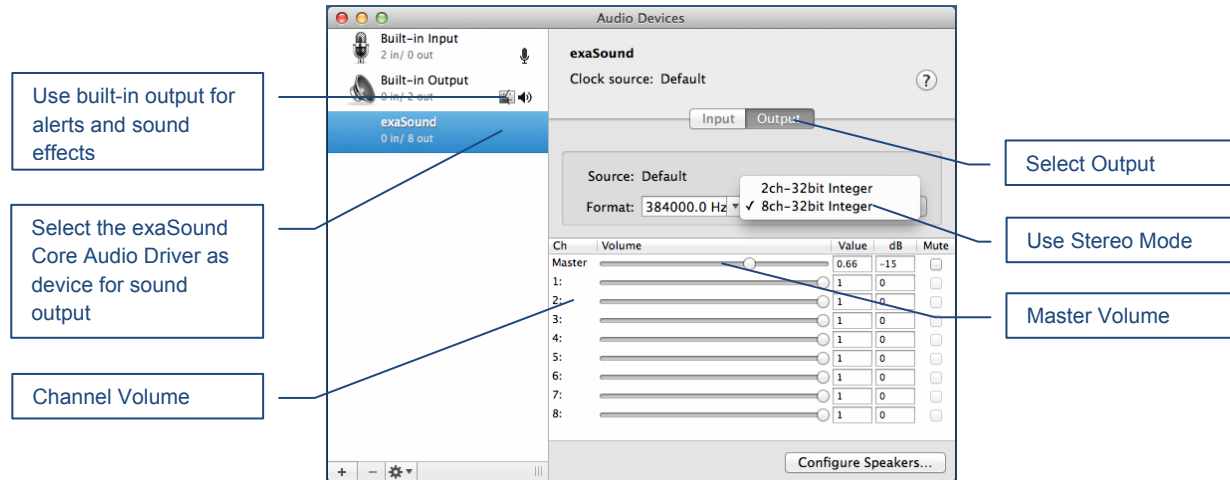 Audio Devices
Built-in Input
2 in/ 0 out
Built-in Output
0 in/ 2 out
exaSound
0 in/ 8 out
+ −
exaSound
Clock source: Default
?
Input Output
Source: Default
Format: 384000.0 Hz
2ch-32bit Integer
✓ 8ch-32bit Integer
Ch Volume Value dB Mute
Master 0.66 -15
1: 1 0
2: 1 0
3: 1 0
4: 1 0
5: 1 0
6: 1 0
7: 1 0
8: 1 0
Configure Speakers...
Use built-in output for
alerts and sound
effects
Select the exaSound
Core Audio Driver as
device for sound
output
Channel Volume
Select Output
Use Stereo Mode
Master Volume